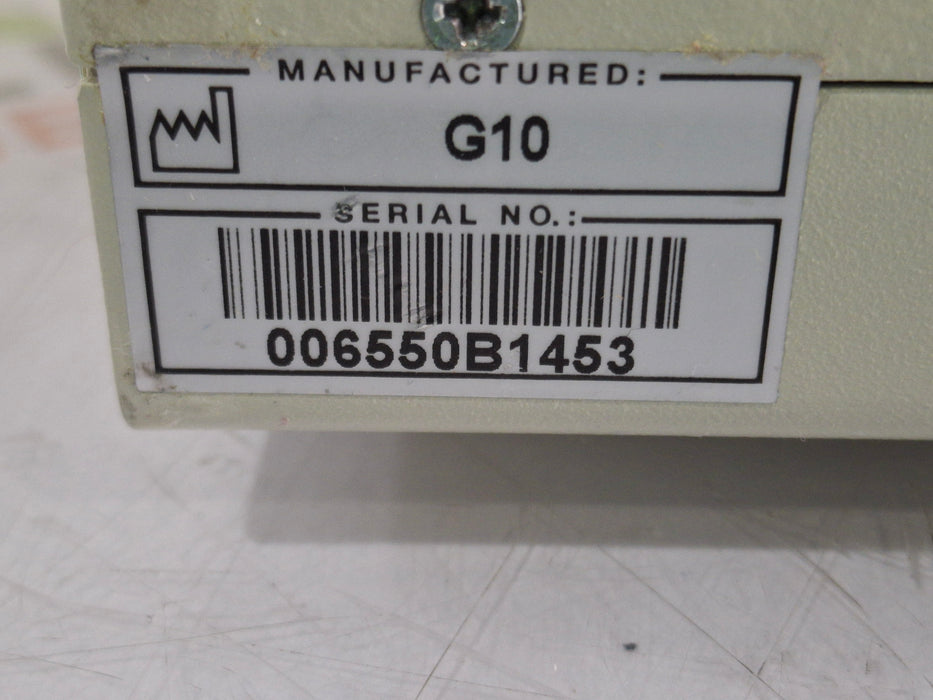 MANUFACTURED:
G10
SERIAL NO.:
006550B1453